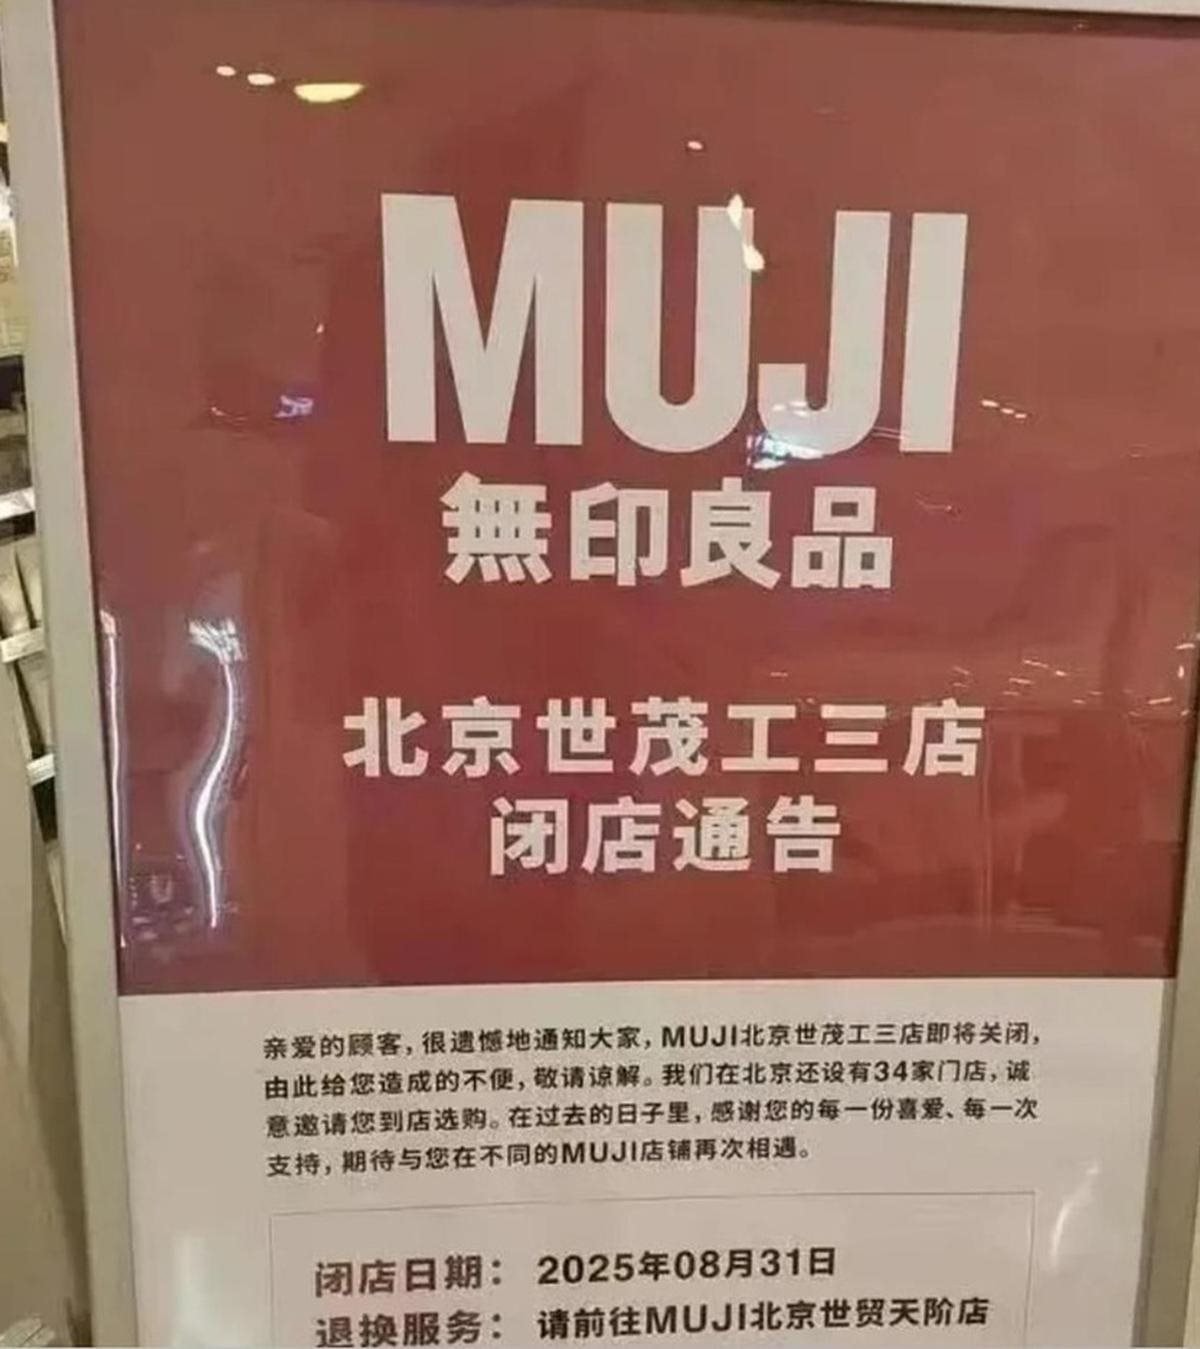 MUJI
無印良品
北京世茂工三店
闭店通告
亲爱的顾客,很遗憾地通知大家,MUJI北京世茂工三店即将关闭,
由此给您造成的不便,敬请谅解。我们在北京还设有34家门店,诚
意邀请您到店选购。在过去的日子里,感谢您的每一份喜爱、每一次
支持,期待与您在不同的MUJI店铺再次相遇。
闭店日期：2025年08月31日
退换服务：请前往MUJI北京世贸天阶店